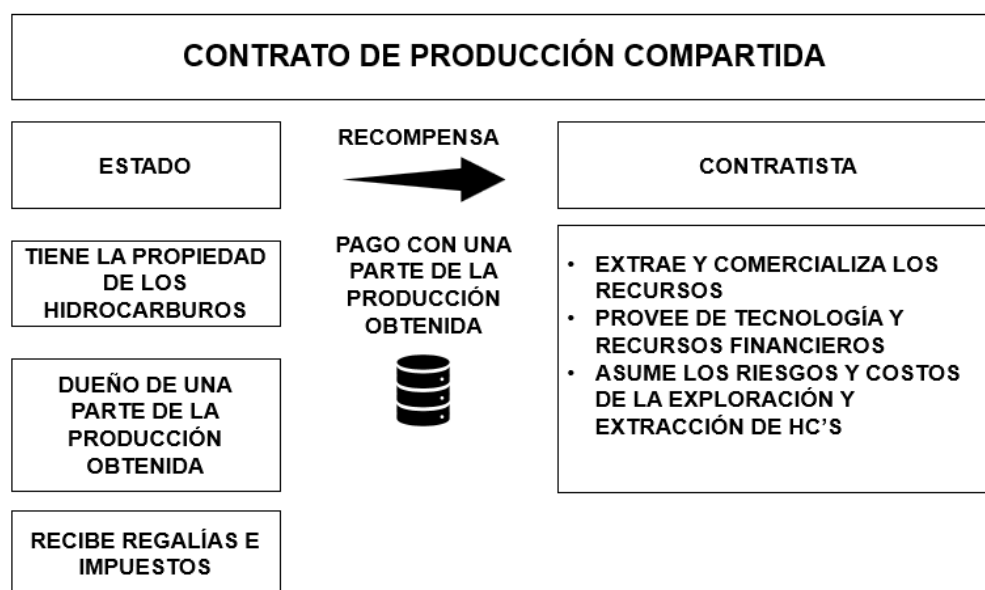 CONTRATO DE PRODUCCIÓN COMPARTIDA
ESTADO
RECOMPENSA
CONTRATISTA
TIENE LA PROPIEDAD
DE LOS
HIDROCARBUROS
PAGO CON UNA
PARTE DE LA
PRODUCCIÓN
OBTENIDA
• EXTRAE Y COMERCIALIZA LOS
RECURSOS
• PROVEE DE TECNOLOGÍA Y
RECURSOS FINANCIEROS
• ASUME LOS RIESGOS Y COSTOS
DE LA EXPLORACIÓN Y
EXTRACCIÓN DE HC’S
DUEÑO DE UNA
PARTE DE LA
PRODUCCIÓN
OBTENIDA
RECIBE REGALÍAS E
IMPUESTOS